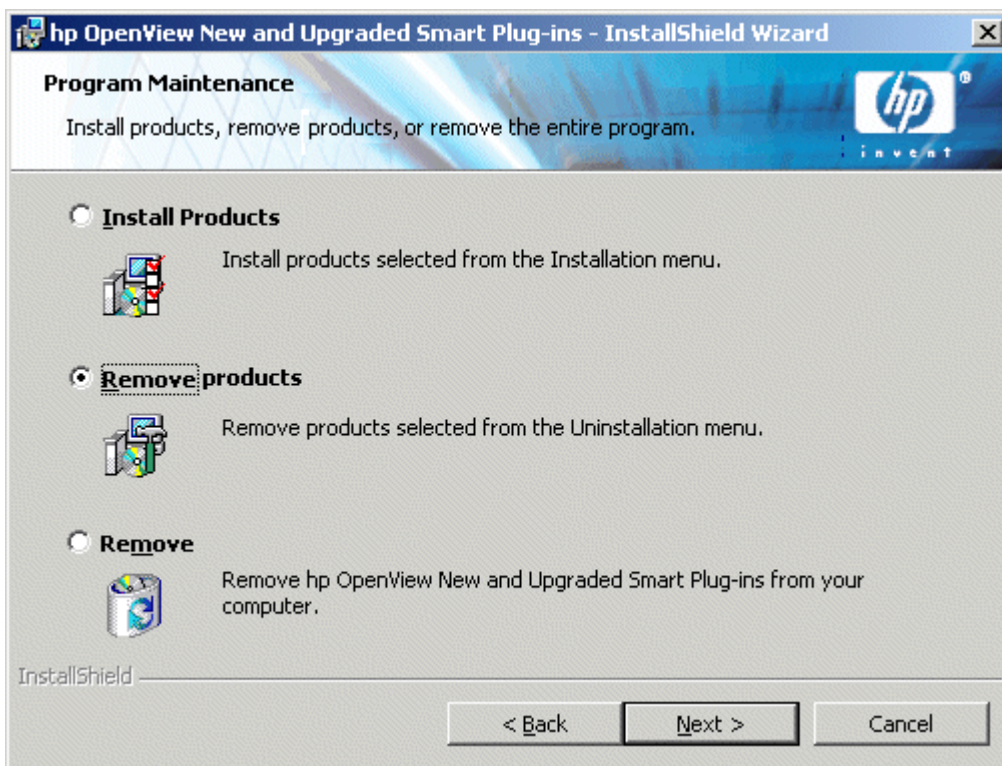 hp OpenView New and Upgraded Smart Plug-ins - InstallShield Wizard
Program Maintenance
Install products, remove products, or remove the entire program.
hp ®
invent
Install Products
Install products selected from the Installation menu.
Remove products
Remove products selected from the Uninstallation menu.
Remove
Remove hp OpenView New and Upgraded Smart Plug-ins from your
computer.
InstallShield
< Back
Next >
Cancel